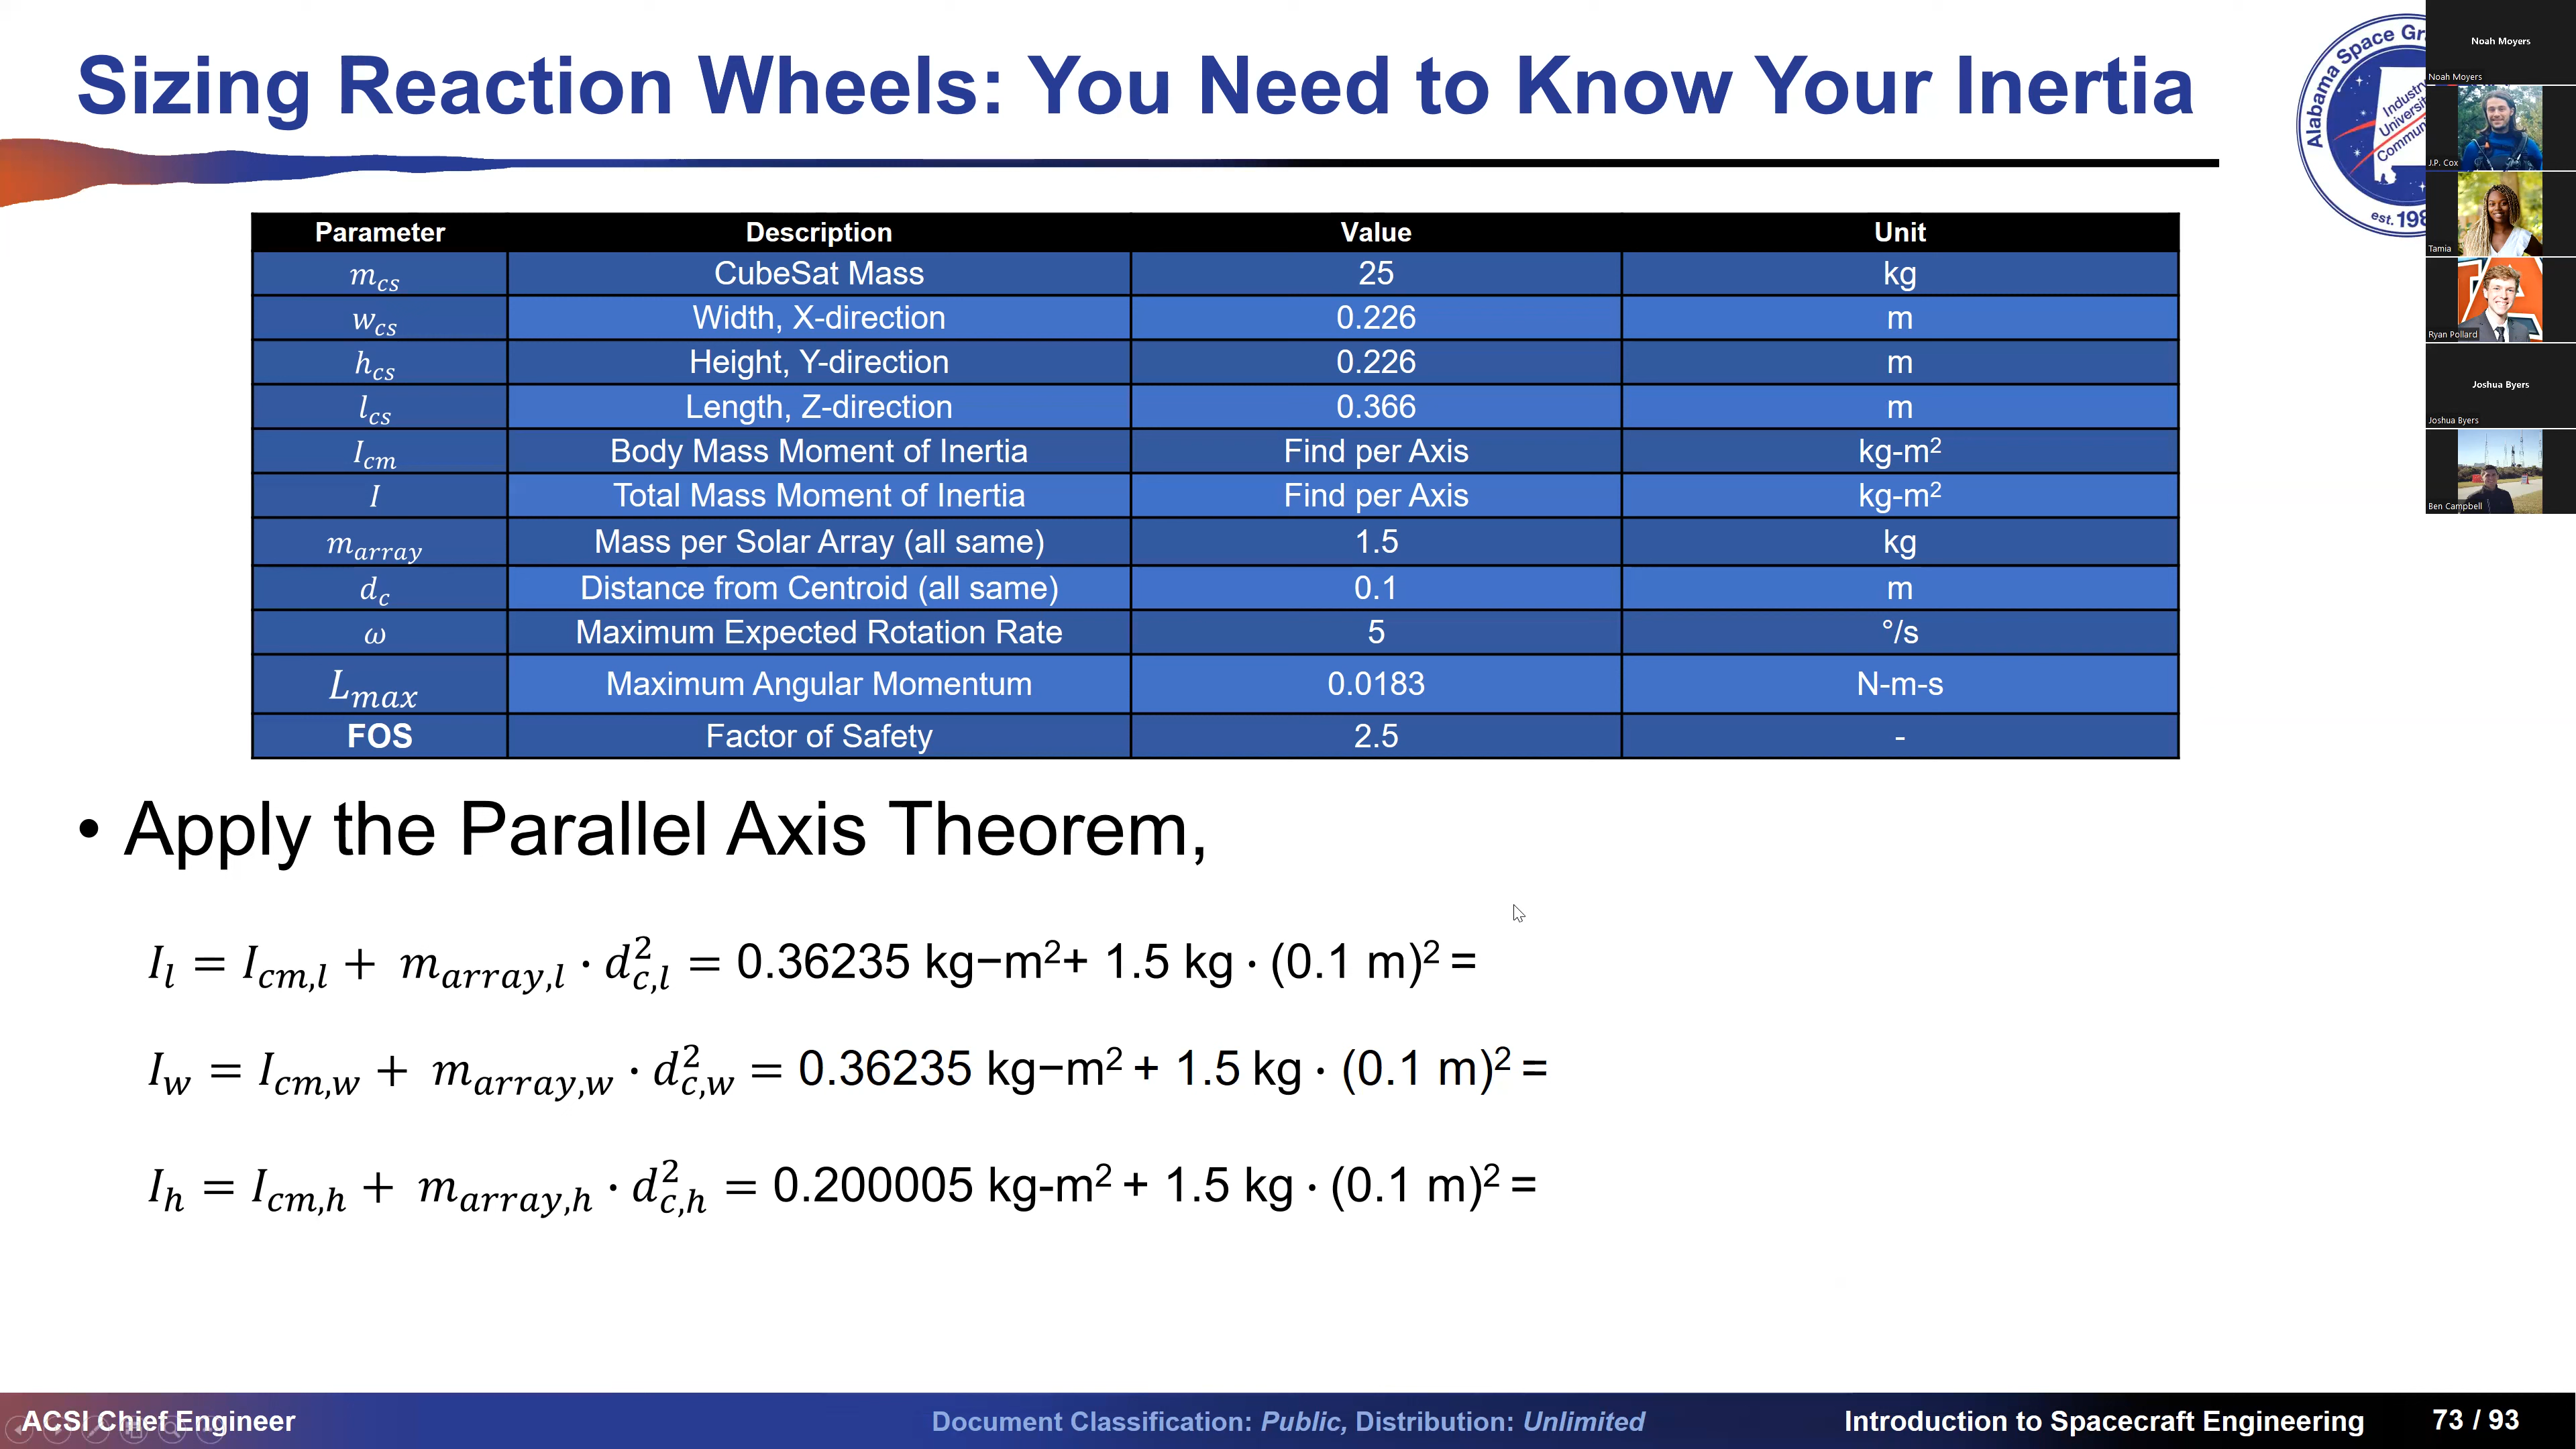 Sizing Reaction Wheels: You Need to Know Your Inertia
Alabama Space Gr
Industr
Universit
Commun
est. 198
Noah Moyers
Noah Moyers
J.P. Cox
Tamia
Ryan Pollard
Joshua Byers
Joshua Byers
Ben Campbell
Parameter Description Value Unit
m_cs CubeSat Mass 25 kg
w_cs Width, X-direction 0.226 m
h_cs Height, Y-direction 0.226 m
l_cs Length, Z-direction 0.366 m
I_cm Body Mass Moment of Inertia Find per Axis kg-m²
I Total Mass Moment of Inertia Find per Axis kg-m²
m_array Mass per Solar Array (all same) 1.5 kg
d_c Distance from Centroid (all same) 0.1 m
ω Maximum Expected Rotation Rate 5 °/s
L_max Maximum Angular Momentum 0.0183 N-m-s
FOS Factor of Safety 2.5 -
• Apply the Parallel Axis Theorem,
I_l = I_cm,l + m_array,l · d²_c,l = 0.36235 kg−m²+ 1.5 kg · (0.1 m)² =
I_w = I_cm,w + m_array,w · d²_c,w = 0.36235 kg−m² + 1.5 kg · (0.1 m)² =
I_h = I_cm,h + m_array,h · d²_c,h = 0.200005 kg-m² + 1.5 kg · (0.1 m)² =
ACSI Chief Engineer
Document Classification: Public, Distribution: Unlimited
Introduction to Spacecraft Engineering
73 / 93